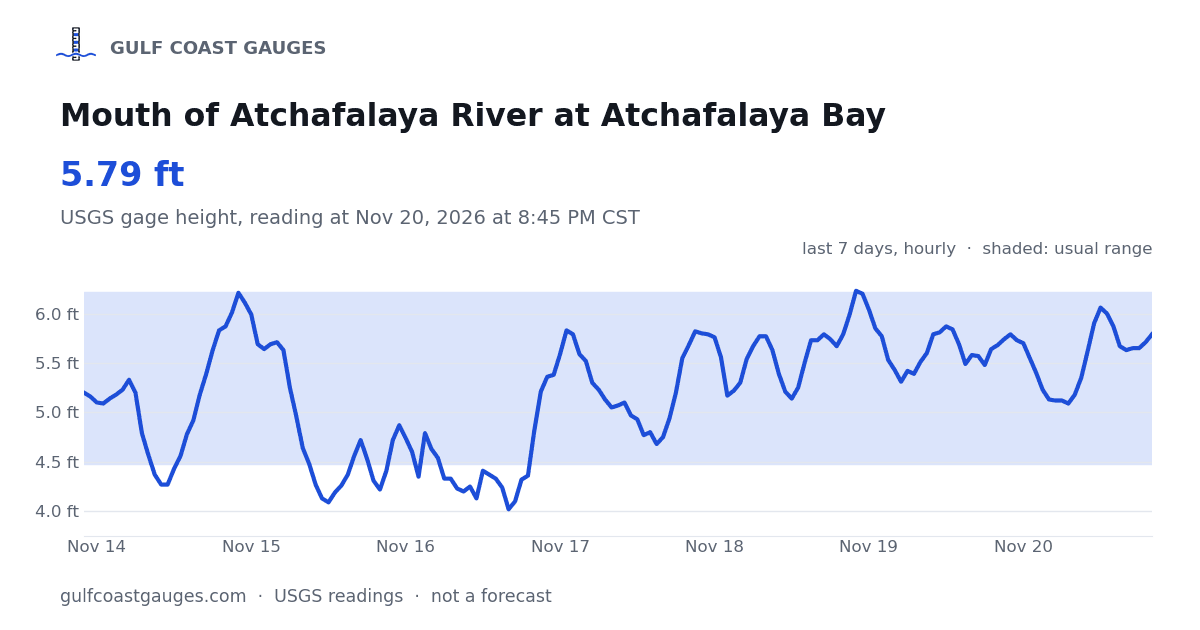 GULF COAST GAUGES
Mouth of Atchafalaya River at Atchafalaya Bay
5.79 ft
USGS gage height, reading at Nov 20, 2026 at 8:45 PM CST
last 7 days, hourly · shaded: usual range
6.0 ft
5.5 ft
5.0 ft
4.5 ft
4.0 ft
Nov 14 Nov 15 Nov 16 Nov 17 Nov 18 Nov 19 Nov 20
gulfcoastgauges.com · USGS readings · not a forecast